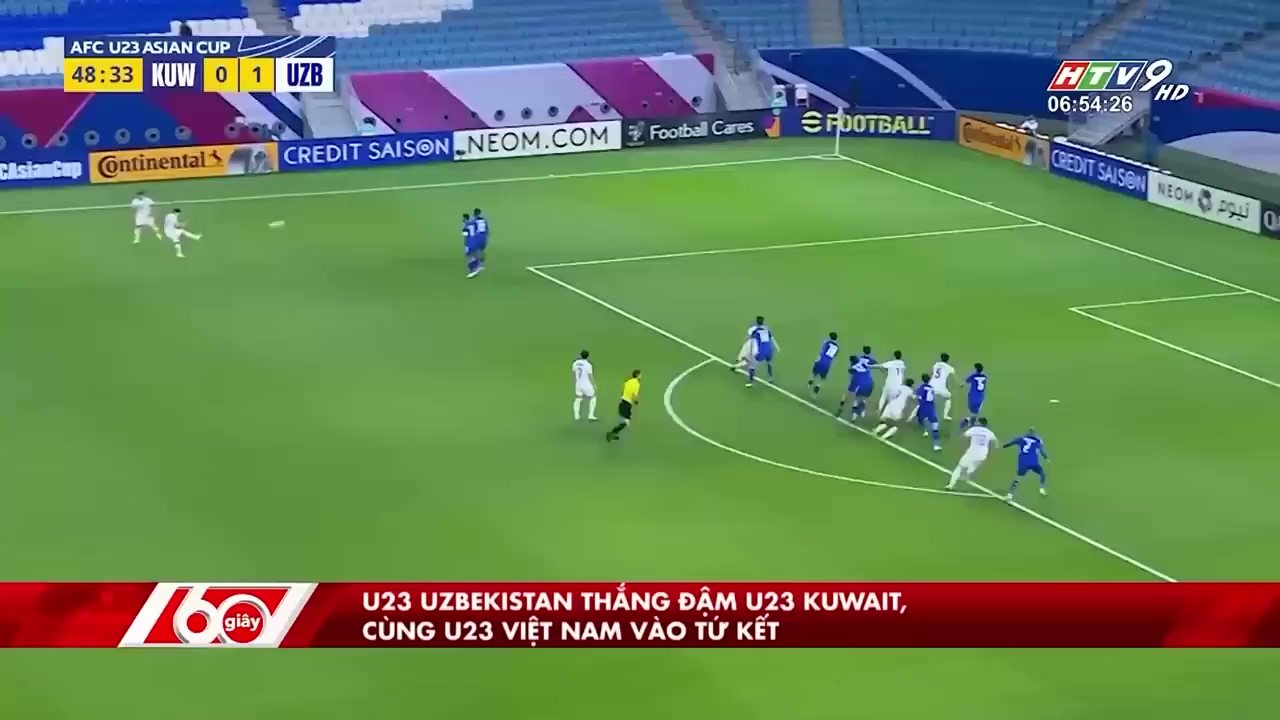 AFC U23 ASIAN CUP
48:33 KUW 0 1 UZB
HTV9 HD
06:54:26
AsianCup
Continental
CREDIT SAISON
NEOM.COM
Football Cares
FOOTBALL
Continental
CREDIT SAISON
NEOM نيوم
60 giây
U23 UZBEKISTAN THẮNG ĐẬM U23 KUWAIT,
CÙNG U23 VIỆT NAM VÀO TỨ KẾT